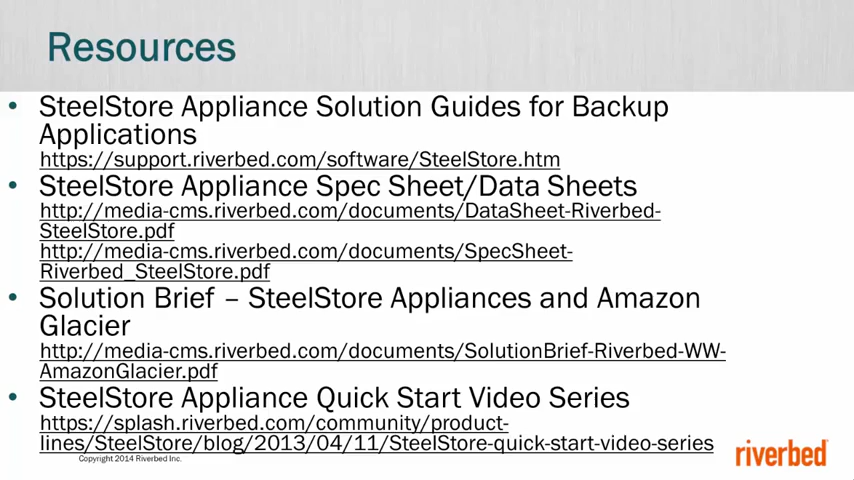 Resources
• SteelStore Appliance Solution Guides for Backup
Applications
https://support.riverbed.com/software/SteelStore.htm
• SteelStore Appliance Spec Sheet/Data Sheets
http://media-cms.riverbed.com/documents/DataSheet-Riverbed-
SteelStore.pdf
http://media-cms.riverbed.com/documents/SpecSheet-
Riverbed_SteelStore.pdf
• Solution Brief – SteelStore Appliances and Amazon
Glacier
http://media-cms.riverbed.com/documents/SolutionBrief-Riverbed-WW-
AmazonGlacier.pdf
• SteelStore Appliance Quick Start Video Series
https://splash.riverbed.com/community/product-
lines/SteelStore/blog/2013/04/11/SteelStore-quick-start-video-series
Copyright 2014 Riverbed Inc.
riverbed